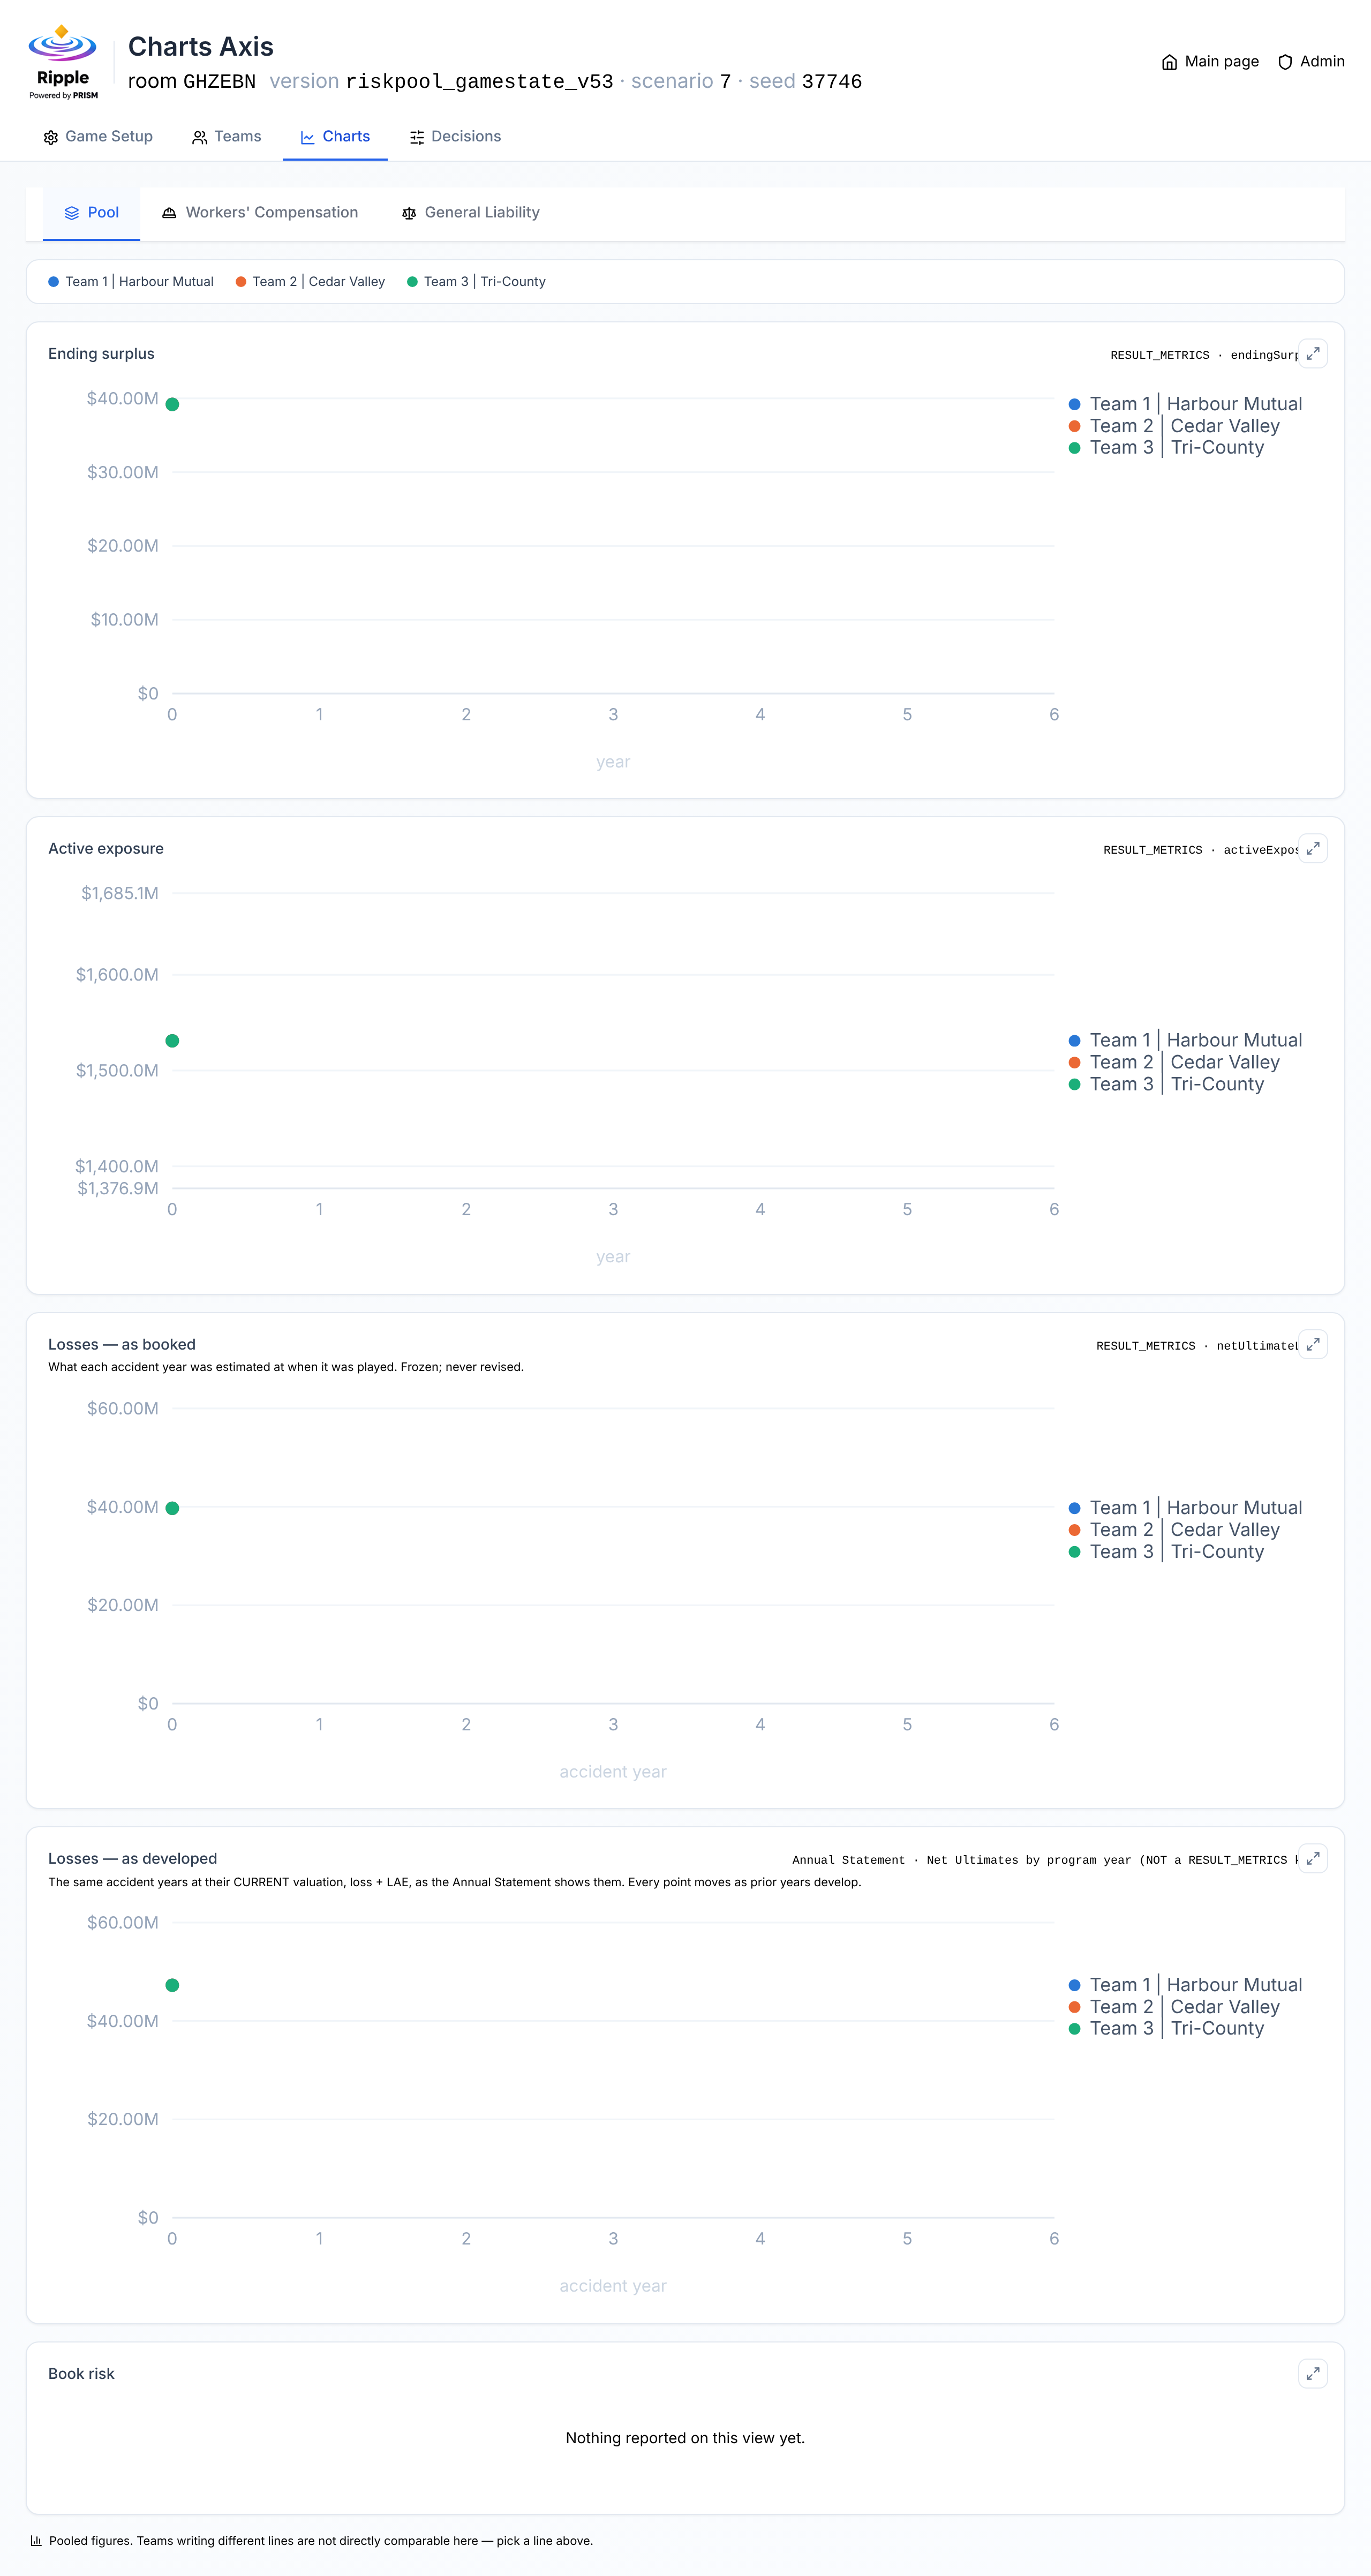 Ripple
Powered by PRISM
Charts Axis
room GHZEBN version riskpool_gamestate_v53 · scenario 7 · seed 37746
Main page
Admin
Game Setup
Teams
Charts
Decisions
Pool
Workers' Compensation
General Liability
Team 1 | Harbour Mutual
Team 2 | Cedar Valley
Team 3 | Tri-County
Ending surplus
RESULT_METRICS · endingSurp
$40.00M
$30.00M
$20.00M
$10.00M
$0
0 1 2 3 4 5 6
year
Team 1 | Harbour Mutual
Team 2 | Cedar Valley
Team 3 | Tri-County
Active exposure
RESULT_METRICS · activeExpos
$1,685.1M
$1,600.0M
$1,500.0M
$1,400.0M
$1,376.9M
0 1 2 3 4 5 6
year
Team 1 | Harbour Mutual
Team 2 | Cedar Valley
Team 3 | Tri-County
Losses — as booked
RESULT_METRICS · netUltimateL
What each accident year was estimated at when it was played. Frozen; never revised.
$60.00M
$40.00M
$20.00M
$0
0 1 2 3 4 5 6
accident year
Team 1 | Harbour Mutual
Team 2 | Cedar Valley
Team 3 | Tri-County
Losses — as developed
Annual Statement · Net Ultimates by program year (NOT a RESULT_METRICS k
The same accident years at their CURRENT valuation, loss + LAE, as the Annual Statement shows them. Every point moves as prior years develop.
$60.00M
$40.00M
$20.00M
$0
0 1 2 3 4 5 6
accident year
Team 1 | Harbour Mutual
Team 2 | Cedar Valley
Team 3 | Tri-County
Book risk
Nothing reported on this view yet.
Pooled figures. Teams writing different lines are not directly comparable here — pick a line above.